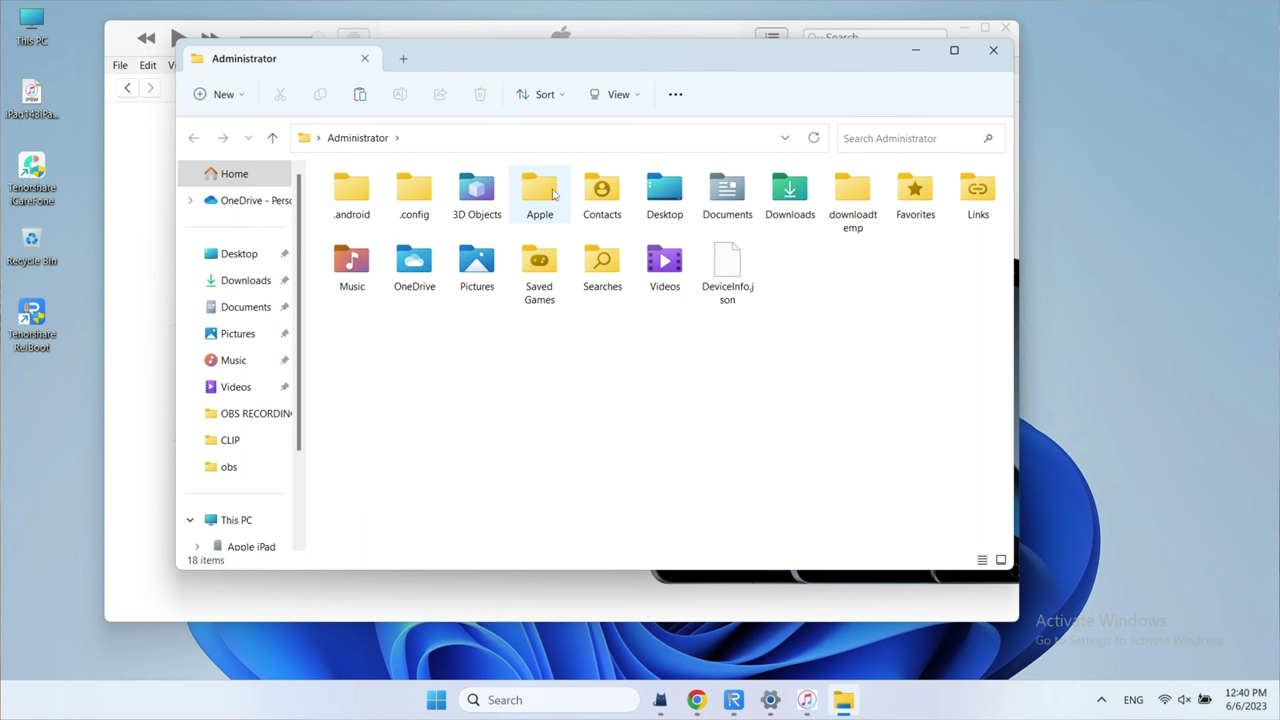 This PC
iPad143iPa...
Tenorshare
iCareFone
Recycle Bin
Tenorshare
ReiBoot
File
Edit
Search
Administrator
New
Sort
View
Administrator
Search Administrator
Home
OneDrive - Perso
Desktop
Downloads
Documents
Pictures
Music
Videos
OBS RECORDING
CLIP
obs
This PC
Apple iPad
.android
.config
3D Objects
Apple
Contacts
Desktop
Documents
Downloads
downloadt
emp
Favorites
Links
Music
OneDrive
Pictures
Saved
Games
Searches
Videos
DeviceInfo.j
son
18 items
Activate Windows
Go to Settings to activate Windows.
Search
ENG
12:40 PM
6/6/2023